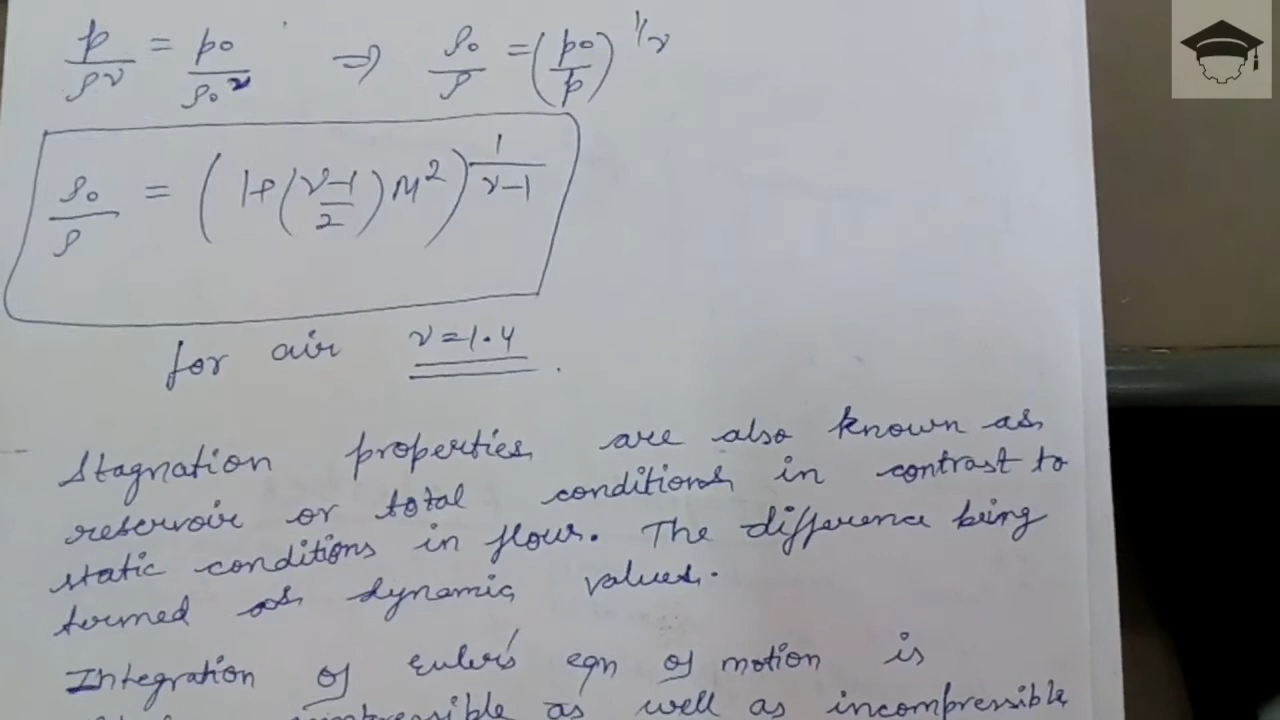 p/ρ^γ = p₀/ρ₀^γ ⇒ ρ₀/ρ = (p₀/p)^1/γ
ρ₀/ρ = (1+(γ-1/2)M²)^1/γ-1
for air γ=1.4.
Stagnation properties are also known as
reservoir or total conditions in contrast to
static conditions in flow. The difference being
termed as dynamic values.
Integration of Euler's eqn of motion is
compressible as well as incompressible